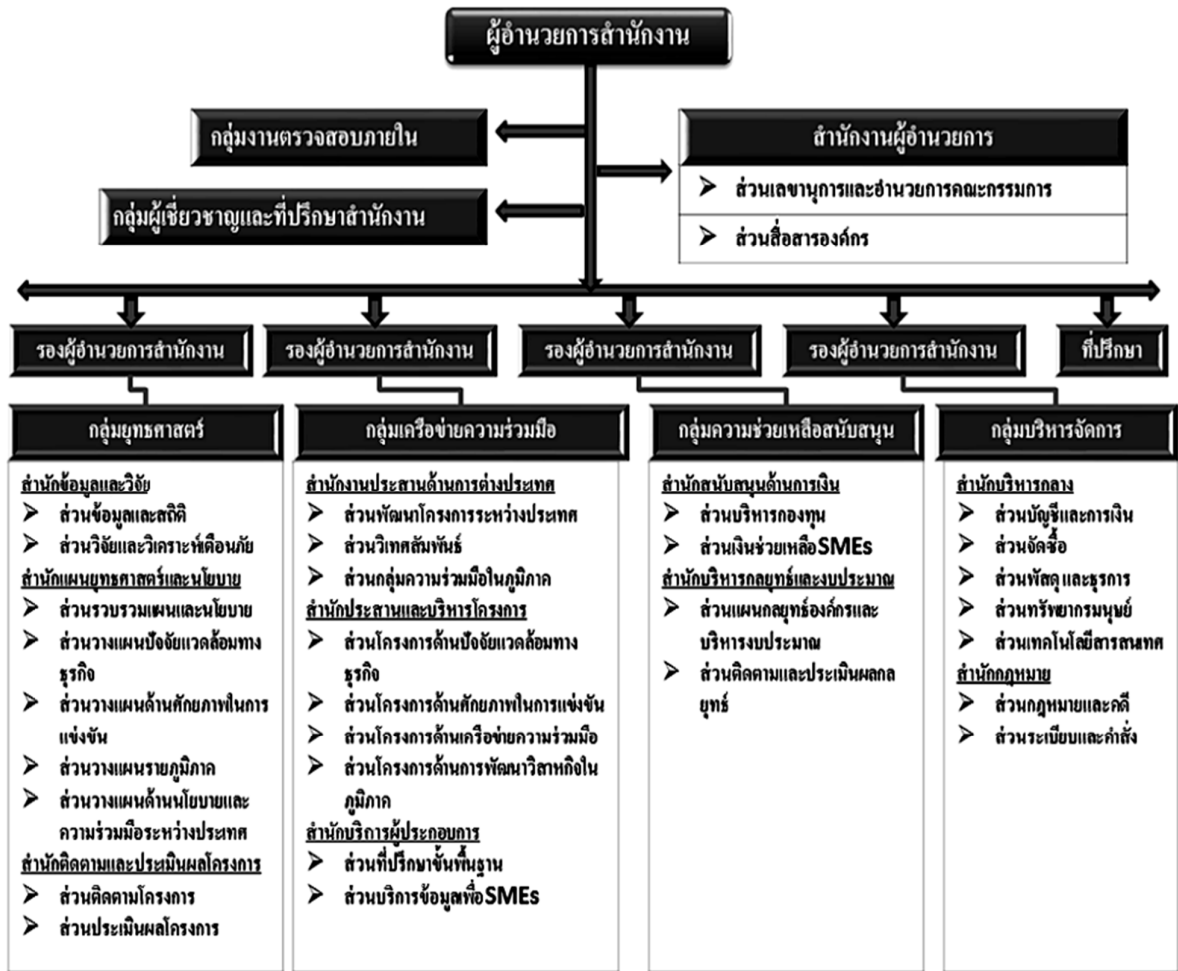 ผู้อำนวยการสำนักงาน
กลุ่มงานตรวจสอบภายใน
สำนักงานผู้อำนวยการ
ส่วนเลขานุการและอำนวยการคณะกรรมการ
ส่วนสื่อสารองค์กร
กลุ่มผู้เชี่ยวชาญและที่ปรึกษาสำนักงาน
รองผู้อำนวยการสำนักงาน
รองผู้อำนวยการสำนักงาน
รองผู้อำนวยการสำนักงาน
รองผู้อำนวยการสำนักงาน
ที่ปรึกษา
กลุ่มยุทธศาสตร์
สำนักข้อมูลและวิจัย
ส่วนข้อมูลและสถิติ
ส่วนวิจัยและวิเคราะห์เตือนภัย
สำนักแผนยุทธศาสตร์และนโยบาย
ส่วนรวบรวมแผนและนโยบาย
ส่วนวางแผนปัจจัยแวดล้อมทาง
ธุรกิจ
ส่วนวางแผนด้านศักยภาพในการ
แข่งขัน
ส่วนวางแผนรายภูมิภาค
ส่วนวางแผนด้านนโยบายและ
ความร่วมมือระหว่างประเทศ
สำนักติดตามและประเมินผลโครงการ
ส่วนติดตามโครงการ
ส่วนประเมินผลโครงการ
กลุ่มเครือข่ายความร่วมมือ
สำนักงานประสานด้านการต่างประเทศ
ส่วนพัฒนาโครงการระหว่างประเทศ
ส่วนวิเทศสัมพันธ์
ส่วนกลุ่มความร่วมมือในภูมิภาค
สำนักประสานและบริหารโครงการ
ส่วนโครงการด้านปัจจัยแวดล้อมทาง
ธุรกิจ
ส่วนโครงการด้านศักยภาพในการแข่งขัน
ส่วนโครงการด้านเครือข่ายความร่วมมือ
ส่วนโครงการด้านการพัฒนาวิสาหกิจใน
ภูมิภาค
สำนักบริการผู้ประกอบการ
ส่วนที่ปรึกษาขั้นพื้นฐาน
ส่วนบริการข้อมูลเพื่อSMEs
กลุ่มความช่วยเหลือสนับสนุน
สำนักสนับสนุนด้านการเงิน
ส่วนบริหารกองทุน
ส่วนเงินช่วยเหลือSMEs
สำนักบริหารกลยุทธ์และงบประมาณ
ส่วนแผนกลยุทธ์องค์กรและ
บริหารงบประมาณ
ส่วนติดตามและประเมินผลกล
ยุทธ์
กลุ่มบริหารจัดการ
สำนักบริหารกลาง
ส่วนบัญชีและการเงิน
ส่วนจัดซื้อ
ส่วนพัสดุและธุรการ
ส่วนทรัพยากรมนุษย์
ส่วนเทคโนโลยีสารสนเทศ
สำนักกฎหมาย
ส่วนกฎหมายและคดี
ส่วนระเบียบและคำสั่ง